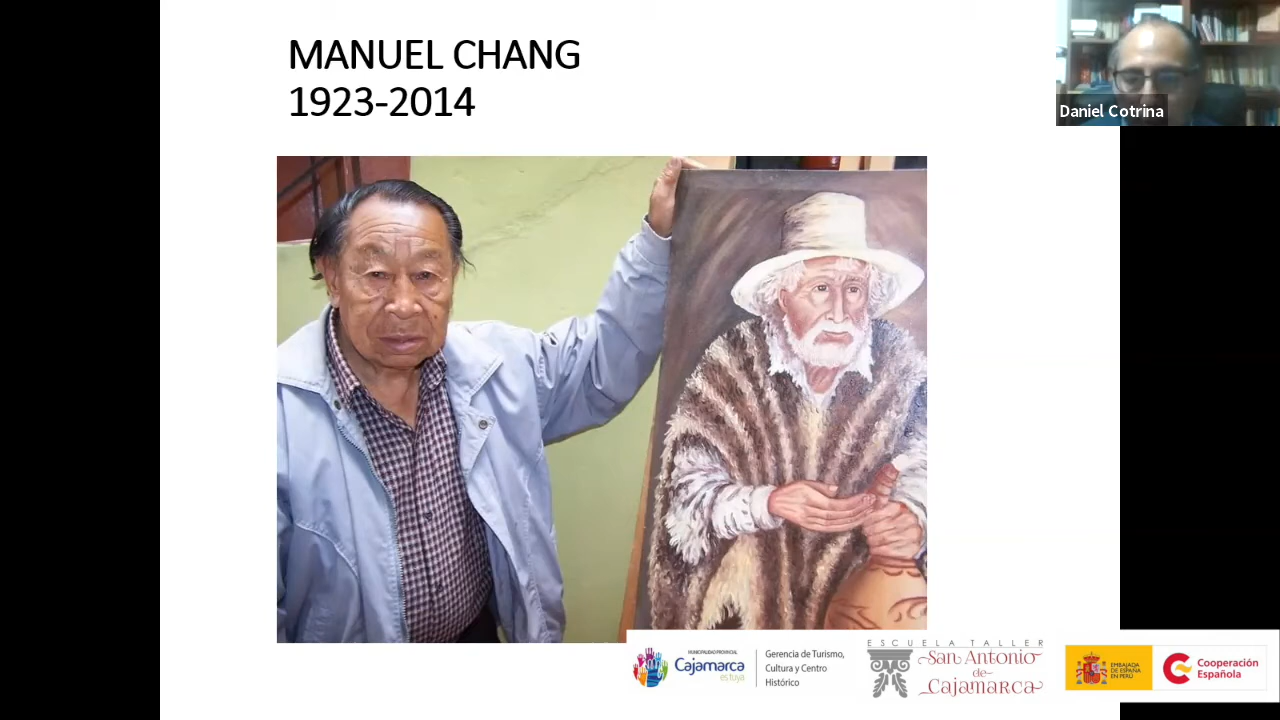 MANUEL CHANG
1923-2014
Daniel Cotrina
MUNICIPALIDAD PROVINCIAL
Cajamarca
es tuya
Gerencia de Turismo,
Cultura y Centro
Histórico
ESCUELA TALLER
San Antonio
de
Cajamarca
EMBAJADA
DE ESPAÑA
EN PERÚ
Cooperación
Española